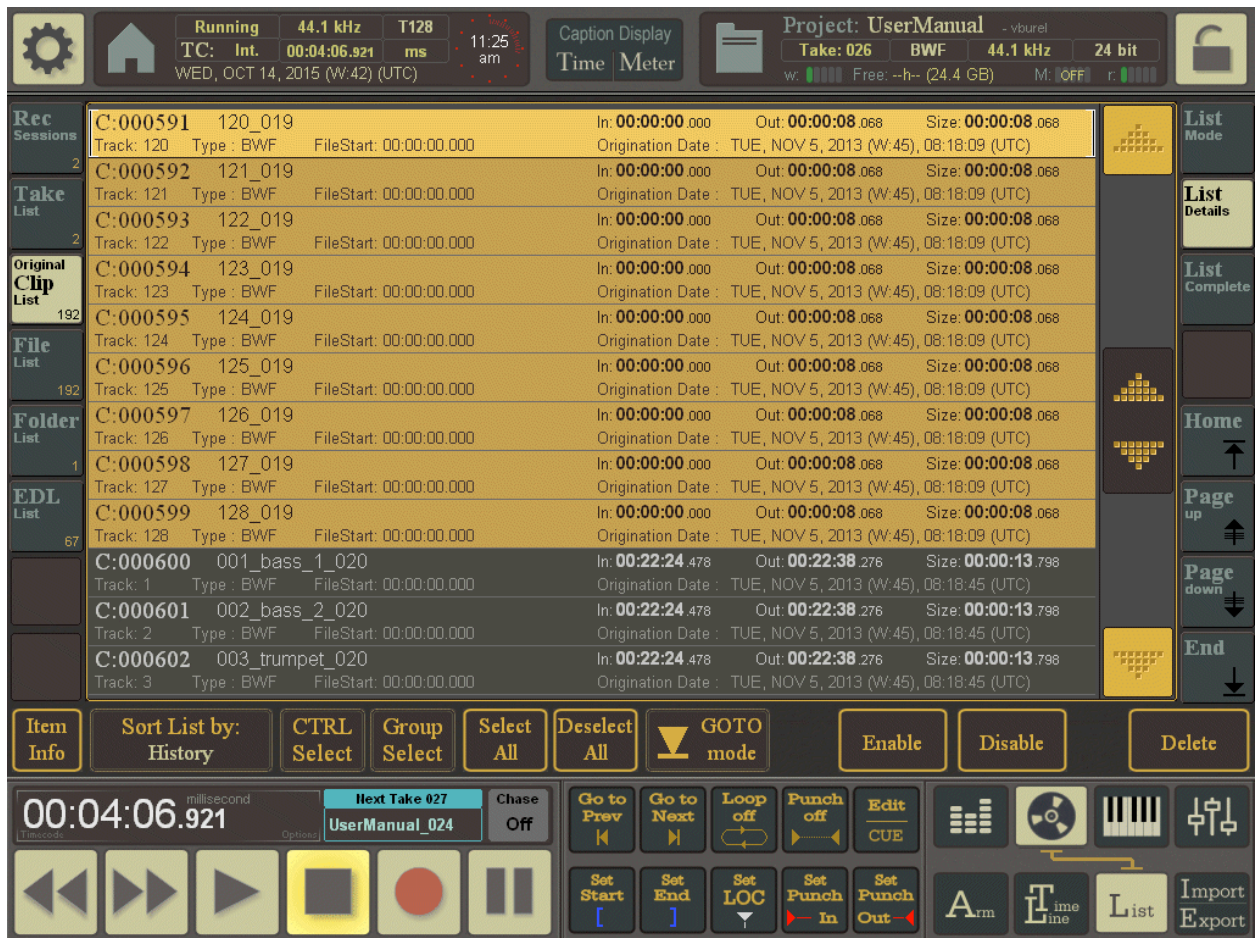 Running 44.1 kHz T128
TC: Int. 00:04:06.921 ms
WED, OCT 14, 2015 (W:42) (UTC)
11:25
am
Caption Display
Time Meter
Project: UserManual - vburel
Take: 026 BWF 44.1 kHz 24 bit
w: Free: --h-- (24.4 GB) M: OFF r:
Rec
Sessions
2
Take
List
2
Original
Clip
List
192
File
List
192
Folder
List
1
EDL
List
67
C:000591 120_019 In: 00:00:00.000 Out: 00:00:08.068 Size: 00:00:08.068
Track: 120 Type : BWF FileStart: 00:00:00.000 Origination Date : TUE, NOV 5, 2013 (W:45), 08:18:09 (UTC)
C:000592 121_019 In: 00:00:00.000 Out: 00:00:08.068 Size: 00:00:08.068
Track: 121 Type : BWF FileStart: 00:00:00.000 Origination Date : TUE, NOV 5, 2013 (W:45), 08:18:09 (UTC)
C:000593 122_019 In: 00:00:00.000 Out: 00:00:08.068 Size: 00:00:08.068
Track: 122 Type : BWF FileStart: 00:00:00.000 Origination Date : TUE, NOV 5, 2013 (W:45), 08:18:09 (UTC)
C:000594 123_019 In: 00:00:00.000 Out: 00:00:08.068 Size: 00:00:08.068
Track: 123 Type : BWF FileStart: 00:00:00.000 Origination Date : TUE, NOV 5, 2013 (W:45), 08:18:09 (UTC)
C:000595 124_019 In: 00:00:00.000 Out: 00:00:08.068 Size: 00:00:08.068
Track: 124 Type : BWF FileStart: 00:00:00.000 Origination Date : TUE, NOV 5, 2013 (W:45), 08:18:09 (UTC)
C:000596 125_019 In: 00:00:00.000 Out: 00:00:08.068 Size: 00:00:08.068
Track: 125 Type : BWF FileStart: 00:00:00.000 Origination Date : TUE, NOV 5, 2013 (W:45), 08:18:09 (UTC)
C:000597 126_019 In: 00:00:00.000 Out: 00:00:08.068 Size: 00:00:08.068
Track: 126 Type : BWF FileStart: 00:00:00.000 Origination Date : TUE, NOV 5, 2013 (W:45), 08:18:09 (UTC)
C:000598 127_019 In: 00:00:00.000 Out: 00:00:08.068 Size: 00:00:08.068
Track: 127 Type : BWF FileStart: 00:00:00.000 Origination Date : TUE, NOV 5, 2013 (W:45), 08:18:09 (UTC)
C:000599 128_019 In: 00:00:00.000 Out: 00:00:08.068 Size: 00:00:08.068
Track: 128 Type : BWF FileStart: 00:00:00.000 Origination Date : TUE, NOV 5, 2013 (W:45), 08:18:09 (UTC)
C:000600 001_bass_1_020 In: 00:22:24.478 Out: 00:22:38.276 Size: 00:00:13.798
Track: 1 Type : BWF FileStart: 00:00:00.000 Origination Date : TUE, NOV 5, 2013 (W:45), 08:18:45 (UTC)
C:000601 002_bass_2_020 In: 00:22:24.478 Out: 00:22:38.276 Size: 00:00:13.798
Track: 2 Type : BWF FileStart: 00:00:00.000 Origination Date : TUE, NOV 5, 2013 (W:45), 08:18:45 (UTC)
C:000602 003_trumpet_020 In: 00:22:24.478 Out: 00:22:38.276 Size: 00:00:13.798
Track: 3 Type : BWF FileStart: 00:00:00.000 Origination Date : TUE, NOV 5, 2013 (W:45), 08:18:45 (UTC)
List
Mode
List
Details
List
Complete
Home
Page
up
Page
down
End
Item
Info
Sort List by:
History
CTRL
Select
Group
Select
Select
All
Deselect
All
GOTO
mode
Enable
Disable
Delete
00:04:06.921
millisecond
Timecode
Options
Next Take 027
UserManual_024
Chase
Off
Go to
Prev
Go to
Next
Loop
off
Punch
off
Edit
CUE
Set
Start
[
Set
End
]
Set
LOC
Set
Punch
In
Set
Punch
Out
Arm
Time
Line
List
Import
Export